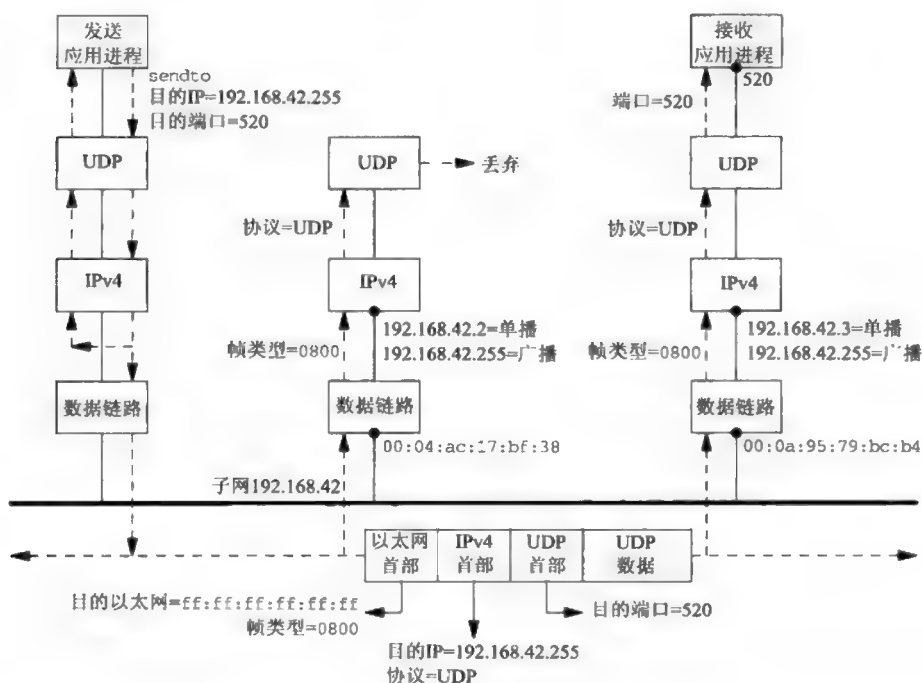 发送
应用进程
sendto
目的IP=192.168.42.255
目的端口=520
UDP
IPv4
数据链路
UDP
丢弃
协议=UDP
IPv4
192.168.42.2=单播
192.168.42.255=广播
帧类型=0800
数据链路
00:04:ac:17:bf:38
子网192.168.42
接收
应用进程
520
端口=520
UDP
协议=UDP
IPv4
192.168.42.3=单播
192.168.42.255=广播
帧类型=0800
数据链路
00:0a:95:79:bc:b4
以太网
首部
IPv4
首部
UDP
首部
UDP
数据
目的以太网=ff:ff:ff:ff:ff:ff
帧类型=0800
目的端口=520
目的IP=192.168.42.255
协议=UDP